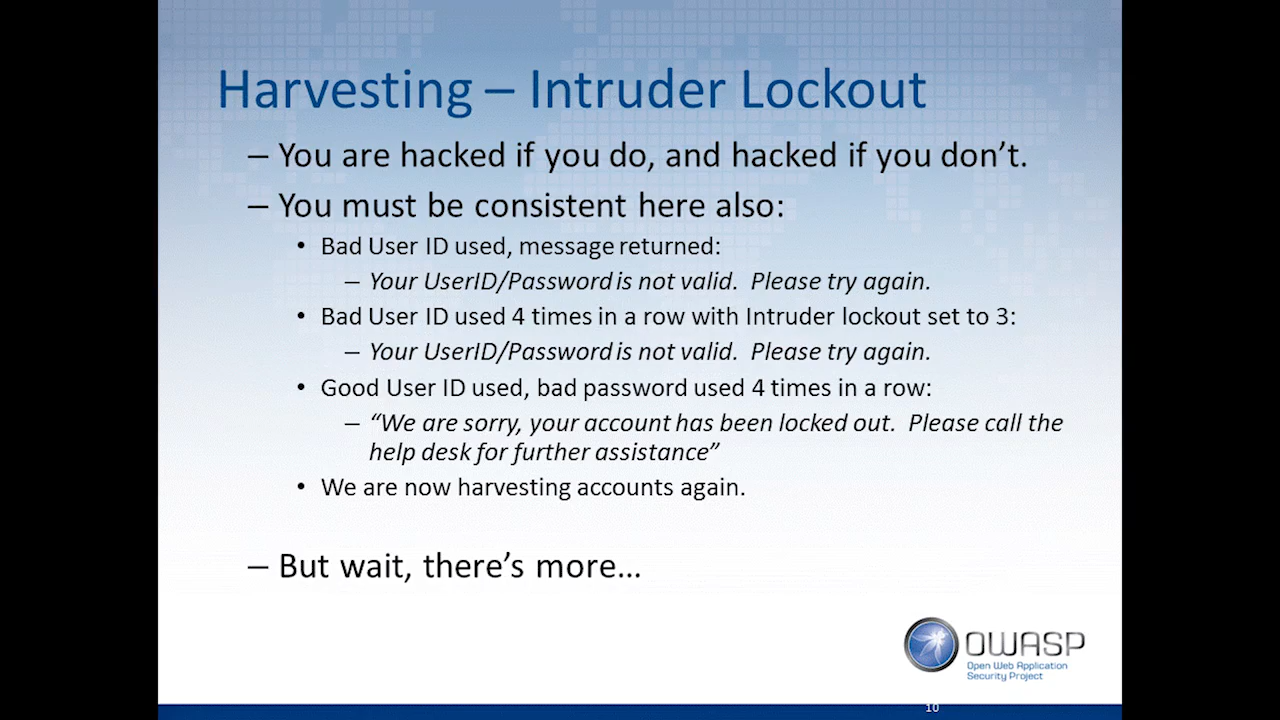 Harvesting – Intruder Lockout
– You are hacked if you do, and hacked if you don’t.
– You must be consistent here also:
• Bad User ID used, message returned:
– Your UserID/Password is not valid.  Please try again.
• Bad User ID used 4 times in a row with Intruder lockout set to 3:
– Your UserID/Password is not valid.  Please try again.
• Good User ID used, bad password used 4 times in a row:
– “We are sorry, your account has been locked out.  Please call the
help desk for further assistance”
• We are now harvesting accounts again.
– But wait, there’s more…
OWASP
Open Web Application
Security Project
10